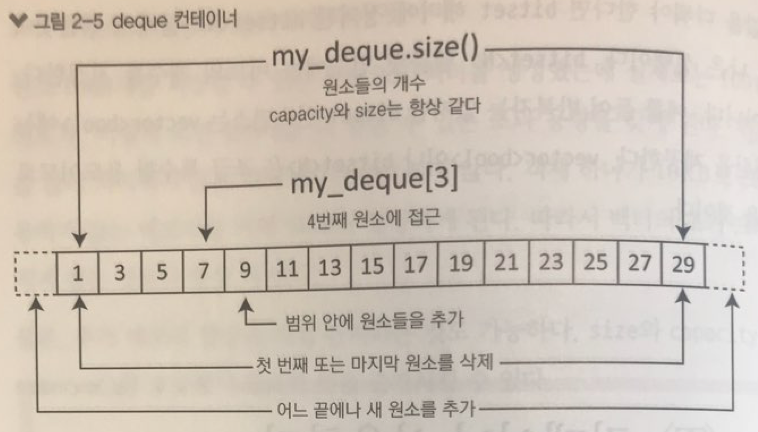 그림 2-5 deque 컨테이너
my_deque.size()
원소들의 개수
capacity와 size는 항상 같다
my_deque[3]
4번째 원소에 접근
1 3 5 7 9 11 13 15 17 19 21 23 25 27 29
범위 안에 원소들을 추가
첫 번째 또는 마지막 원소를 삭제
어느 끝에나 새 원소를 추가